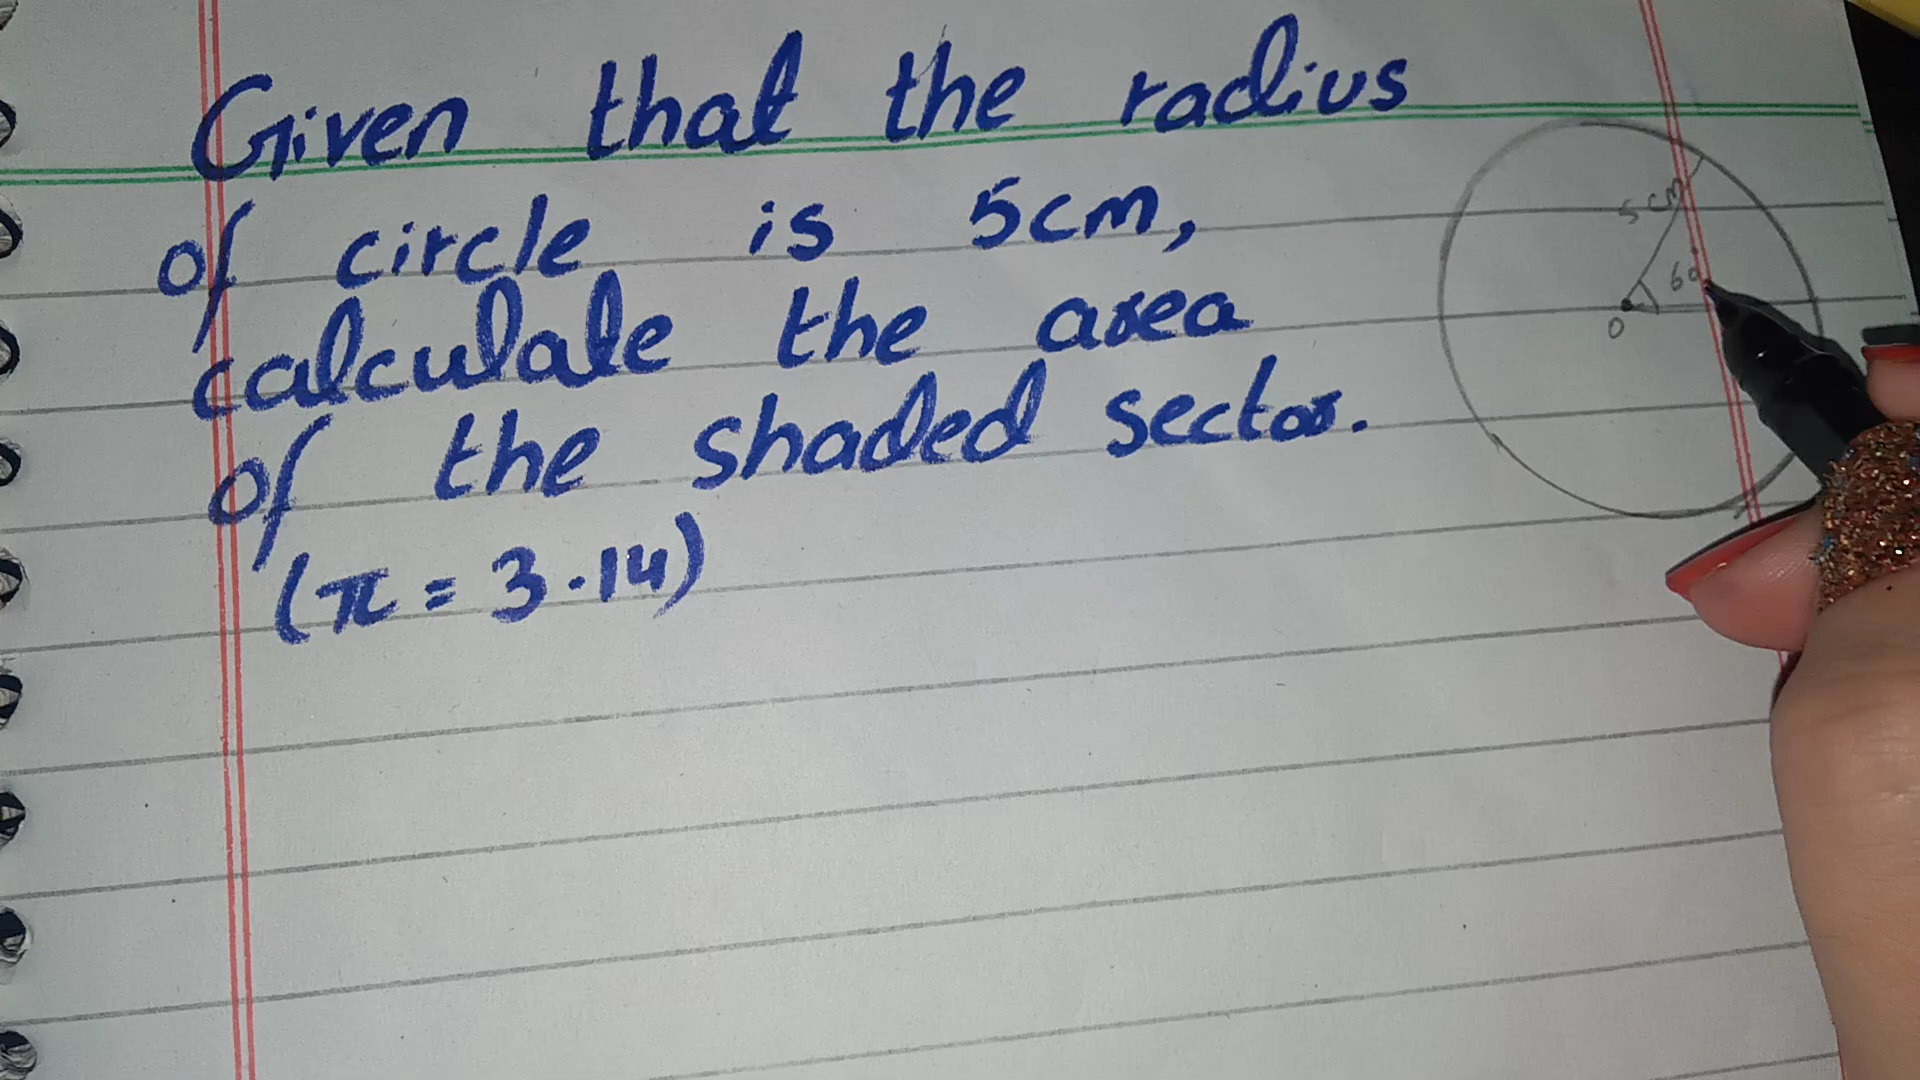 Given that the radius
of circle is 5cm,
calculate the area
of the shaded sector.
(π = 3.14)
5cm
60°
O